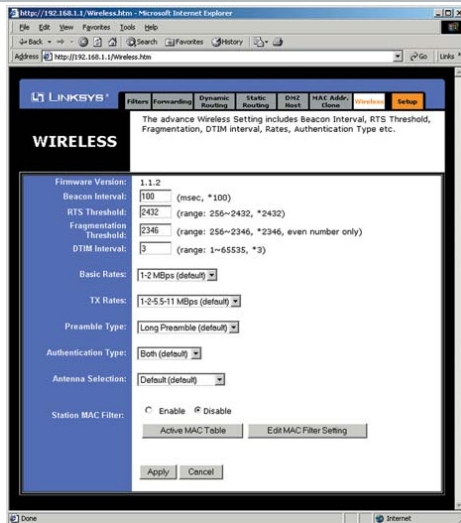 http://192.168.1.1/Wireless.htm - Microsoft Internet Explorer
File Edit View Favorites Tools Help
Back Search Favorites History
Address http://192.168.1.1/Wireless.htm Go Links
LINKSYS Filters Forwarding Dynamic Routing Static Routing DMZ Host MAC Addr. Clone Wireless Setup
WIRELESS
The advance Wireless Setting includes Beacon Interval, RTS Threshold,
Fragmentation, DTIM interval, Rates, Authentication Type etc.
Firmware Version: 1.1.2
Beacon Interval: 100 (msec, *100)
RTS Threshold: 2432 (range: 256~2432, *2432)
Fragmentation Threshold: 2346 (range: 256~2346, *2346, even number only)
DTIM Interval: 3 (range: 1~65535, *3)
Basic Rates: 1-2 MBps (default)
TX Rates: 1-2-5.5-11 MBps (default)
Preamble Type: Long Preamble (default)
Authentication Type: Both (default)
Antenna Selection: Default (default)
Station MAC Filter: Enable Disable
Active MAC Table Edit MAC Filter Setting
Apply Cancel
Done Internet